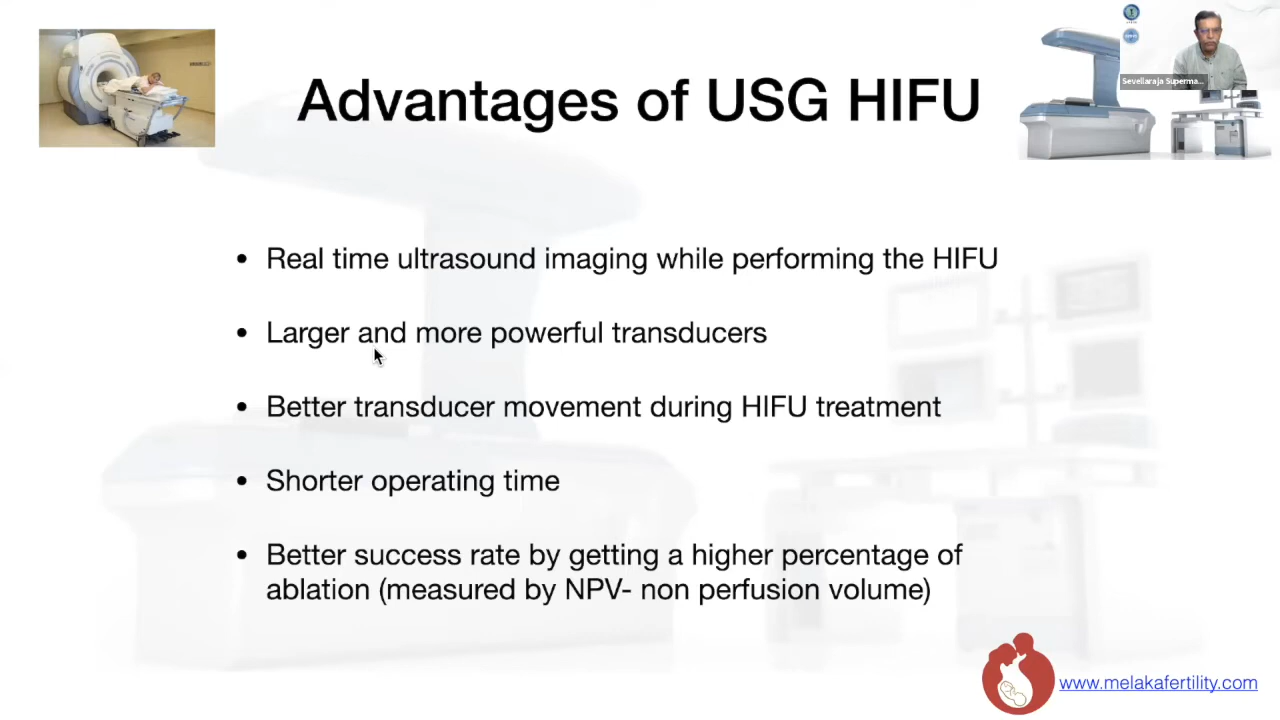 Advantages of USG HIFU
Sevellaraja Superma...
• Real time ultrasound imaging while performing the HIFU
• Larger and more powerful transducers
• Better transducer movement during HIFU treatment
• Shorter operating time
• Better success rate by getting a higher percentage of
ablation (measured by NPV- non perfusion volume)
www.melakafertility.com